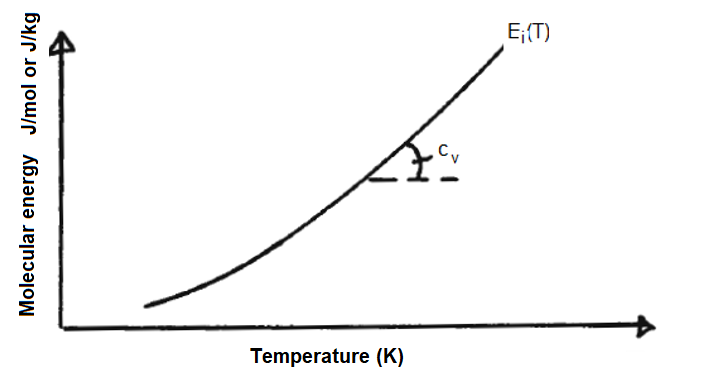 Molecular energy   J/mol or J/kg
Eᵢ(T)
cᵥ
Temperature (K)